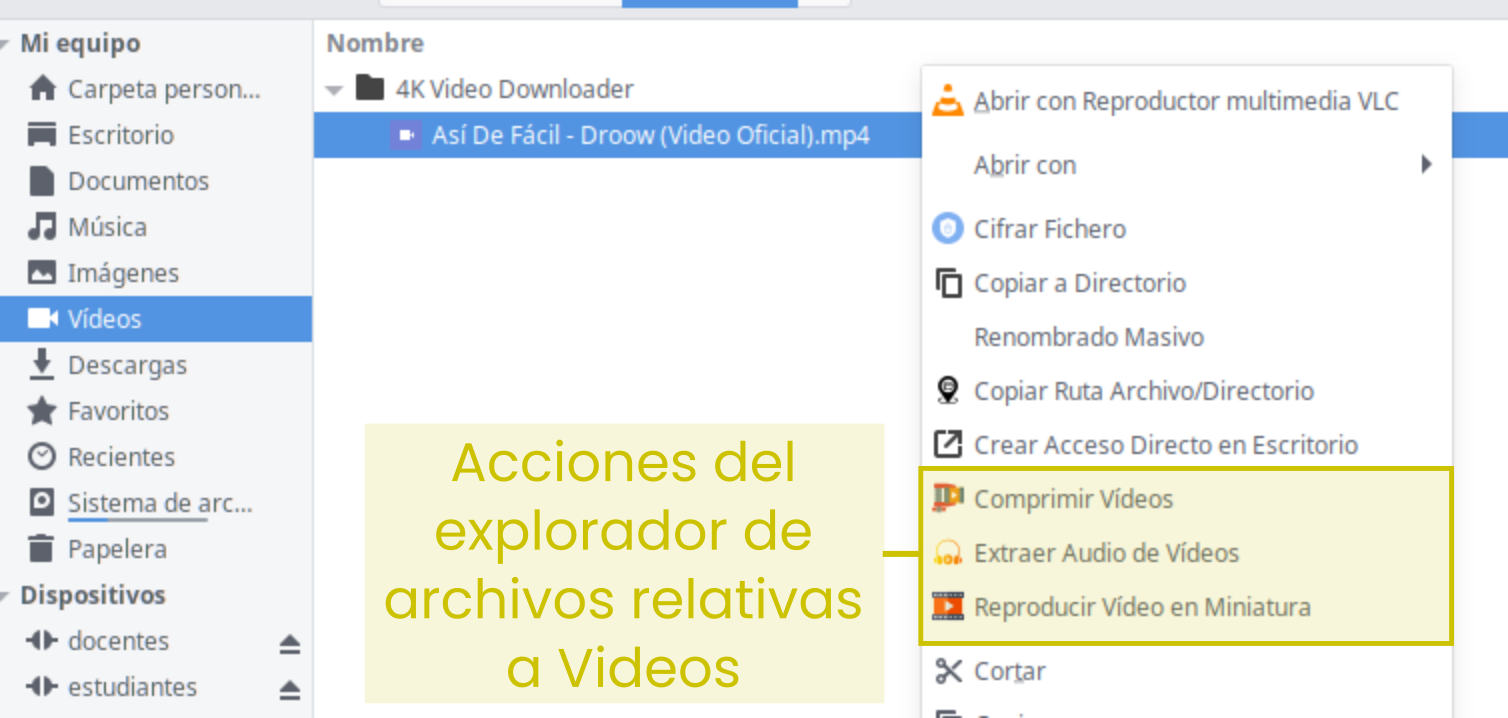 Mi equipo
Carpeta person...
Escritorio
Documentos
Música
Imágenes
Vídeos
Descargas
Favoritos
Recientes
Sistema de arc...
Papelera
Dispositivos
docentes
estudiantes
Nombre
4K Video Downloader
Así De Fácil - Droow (Video Oficial).mp4
Abrir con Reproductor multimedia VLC
Abrir con
Cifrar Fichero
Copiar a Directorio
Renombrado Masivo
Copiar Ruta Archivo/Directorio
Crear Acceso Directo en Escritorio
Comprimir Vídeos
Extraer Audio de Vídeos
Reproducir Vídeo en Miniatura
Cortar
Acciones del
explorador de
archivos relativas
a Videos